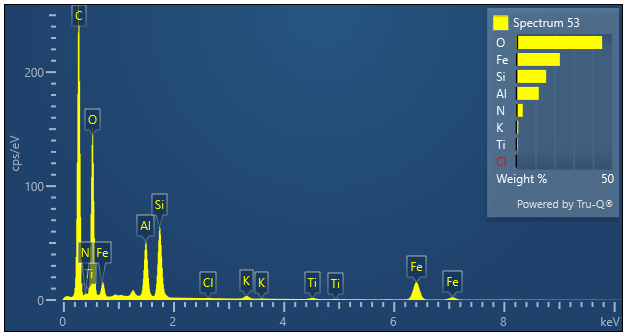 Spectrum 53
O
Fe
Si
Al
N
K
Ti
Cl
Weight % 50
Powered by Tru-Q®
cps/eV
200
100
0
C
O
N
Ti
Fe
Al
Si
Cl
K
K
Ti
Ti
Fe
Fe
0 2 4 6 8 keV